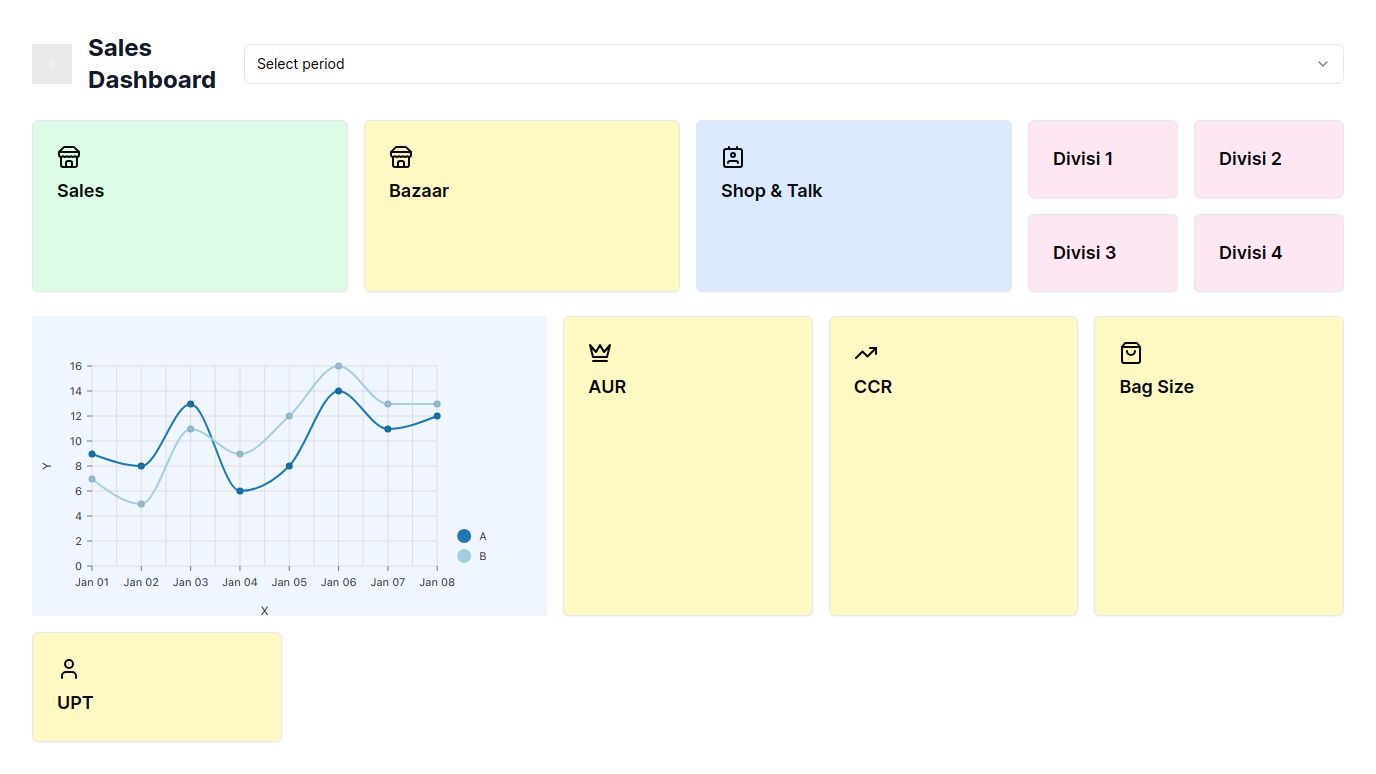 Sales
Dashboard
Select period
Sales
Bazaar
Shop & Talk
Divisi 1
Divisi 2
Divisi 3
Divisi 4
16
14
12
10
8
6
4
2
0
Y
Jan 01 Jan 02 Jan 03 Jan 04 Jan 05 Jan 06 Jan 07 Jan 08
X
A
B
AUR
CCR
Bag Size
UPT